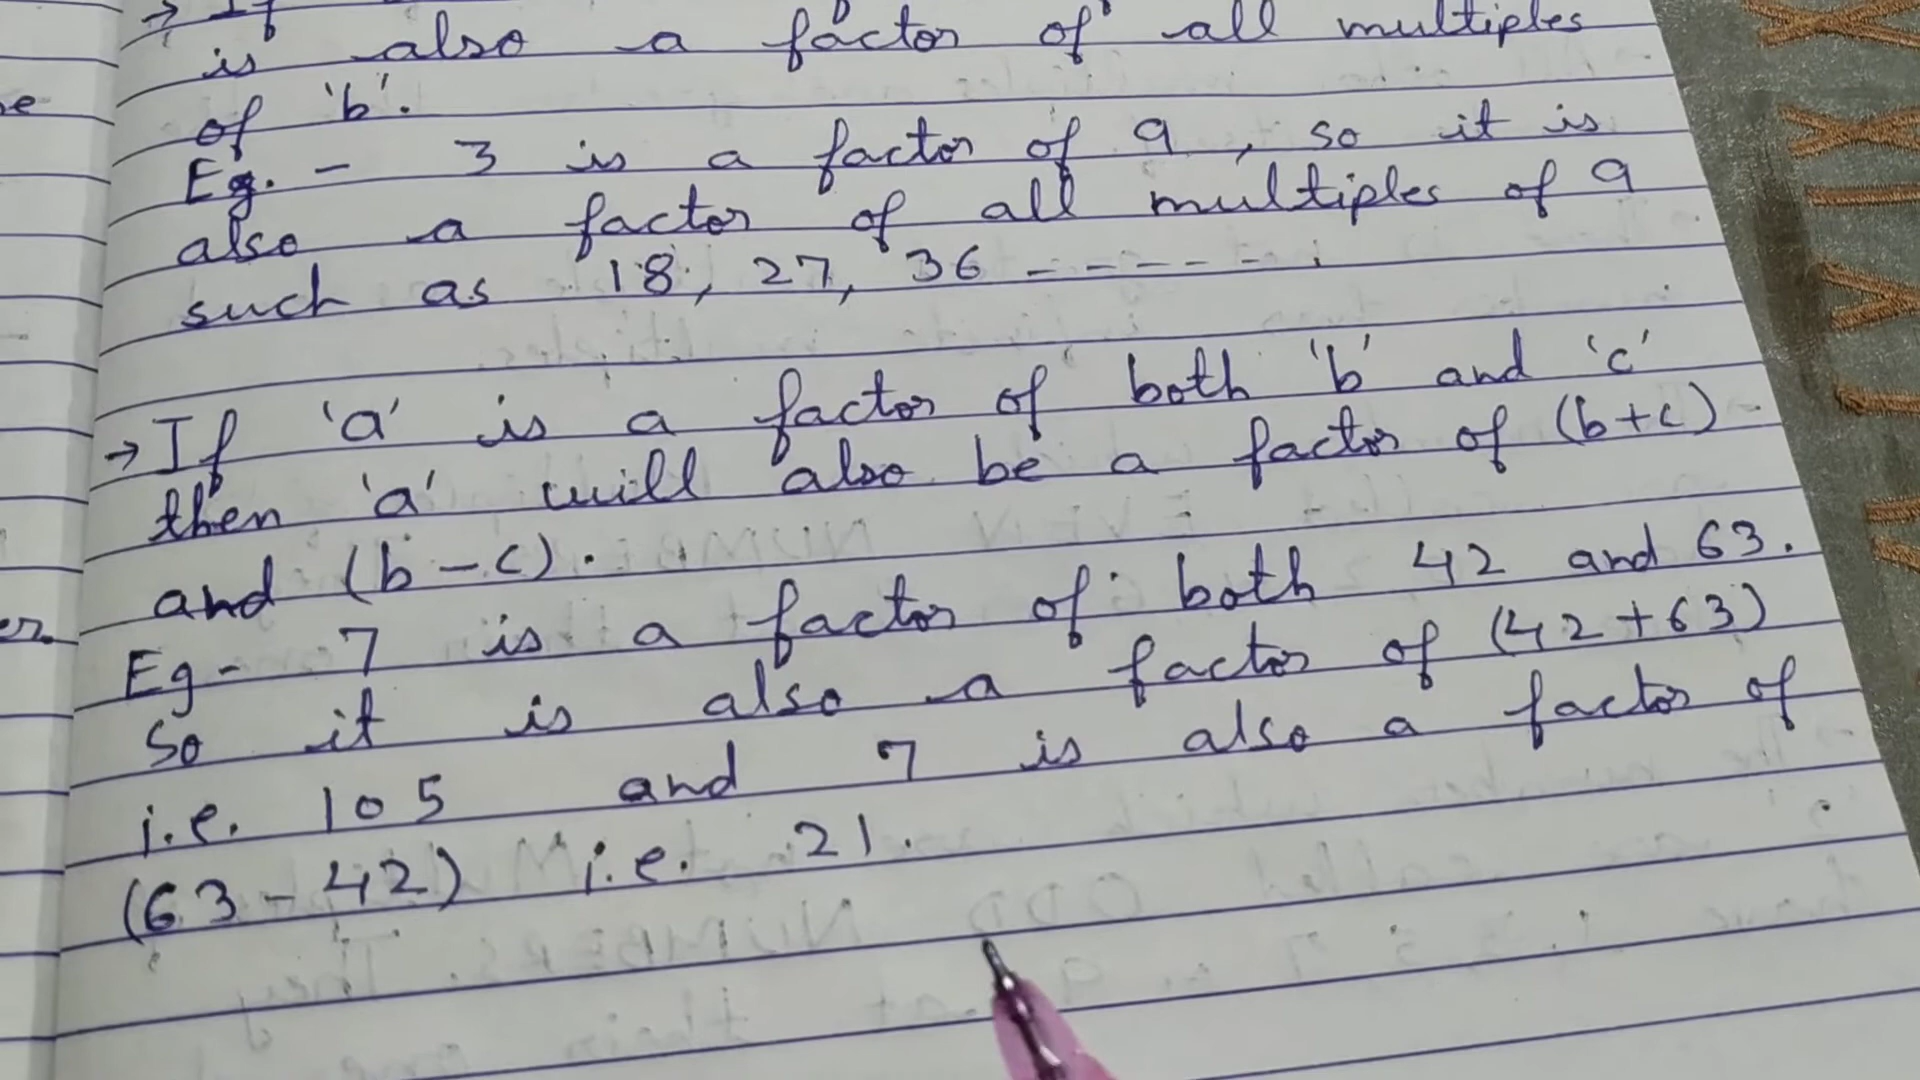 → If
is also a factor of all multiples
of 'b'.
Eg. - 3 is a factor of 9, so it is
also a factor of all multiples of 9
such as 18, 27, 36 - - - - - - .
→ If 'a' is a factor of both 'b' and 'c'
then 'a' will also be a factor of (b+c)
and (b-c).
Eg - 7 is a factor of both 42 and 63.
So it is also a factor of (42+63)
i.e. 105 and 7 is also a factor of
(63-42) i.e. 21.